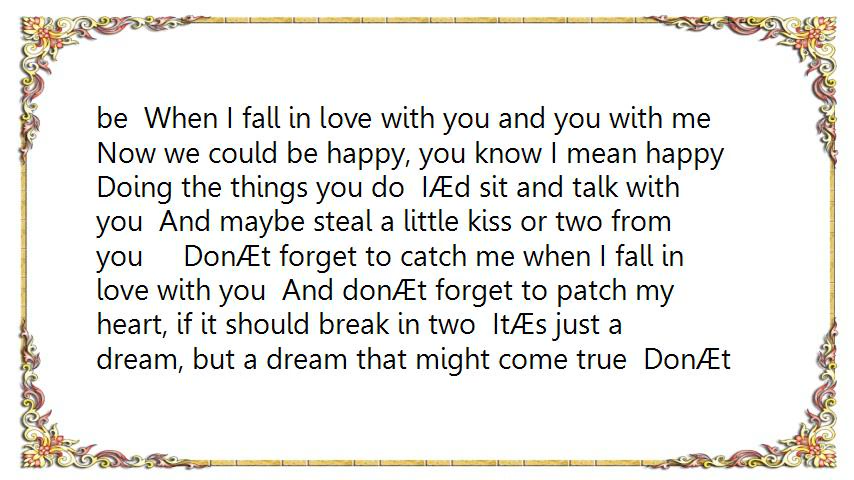 be  When I fall in love with you and you with me
Now we could be happy, you know I mean happy
Doing the things you do  IÆd sit and talk with
you  And maybe steal a little kiss or two from
you     DonÆt forget to catch me when I fall in
love with you  And donÆt forget to patch my
heart, if it should break in two  ItÆs just a
dream, but a dream that might come true  DonÆt